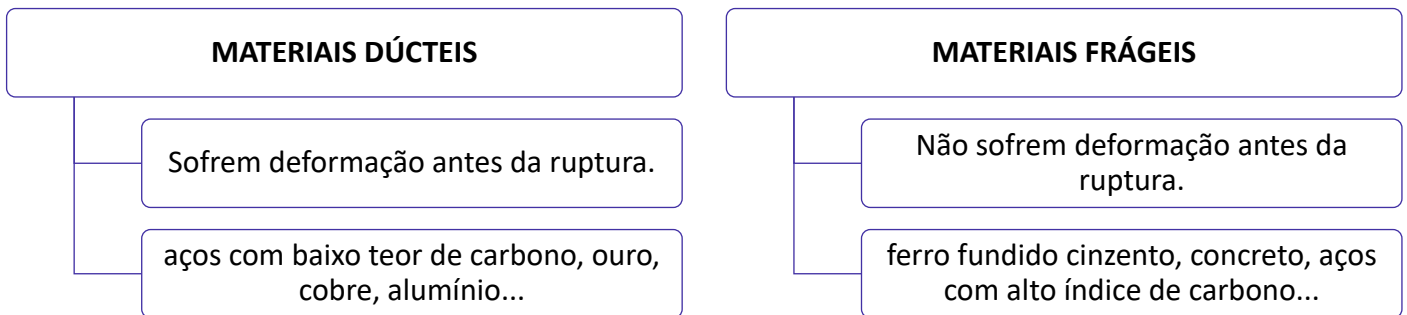 MATERIAIS DÚCTEIS
Sofrem deformação antes da ruptura.
aços com baixo teor de carbono, ouro,
cobre, alumínio...
MATERIAIS FRÁGEIS
Não sofrem deformação antes da
ruptura.
ferro fundido cinzento, concreto, aços
com alto índice de carbono...